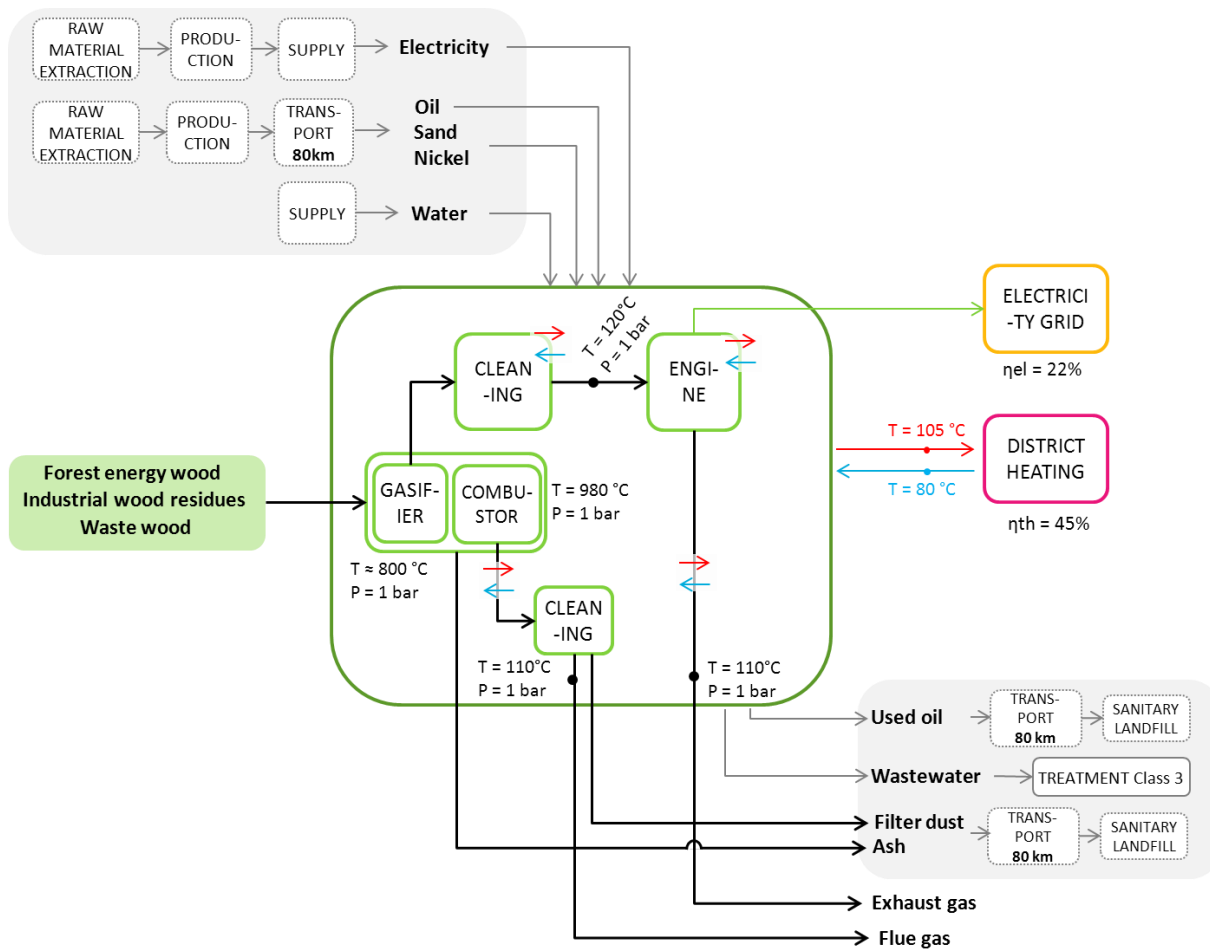 RAW
MATERIAL
EXTRACTION
PRODU-
CTION
SUPPLY
Electricity
RAW
MATERIAL
EXTRACTION
PRODU-
CTION
TRANS-
PORT
80km
Oil
Sand
Nickel
SUPPLY
Water
CLEAN
-ING
T = 120°C
P = 1 bar
ENGI-
NE
ELECTRICI
-TY GRID
ηel = 22%
T = 105 °C
T = 80 °C
DISTRICT
HEATING
ηth = 45%
Forest energy wood
Industrial wood residues
Waste wood
GASIF-
IER
COMBU-
STOR
T = 980 °C
P = 1 bar
T ≈ 800 °C
P = 1 bar
CLEAN
-ING
T = 110°C
P = 1 bar
T = 110°C
P = 1 bar
Used oil
TRANS-
PORT
80 km
SANITARY
LANDFILL
Wastewater
TREATMENT Class 3
Filter dust
Ash
TRANS-
PORT
80 km
SANITARY
LANDFILL
Exhaust gas
Flue gas